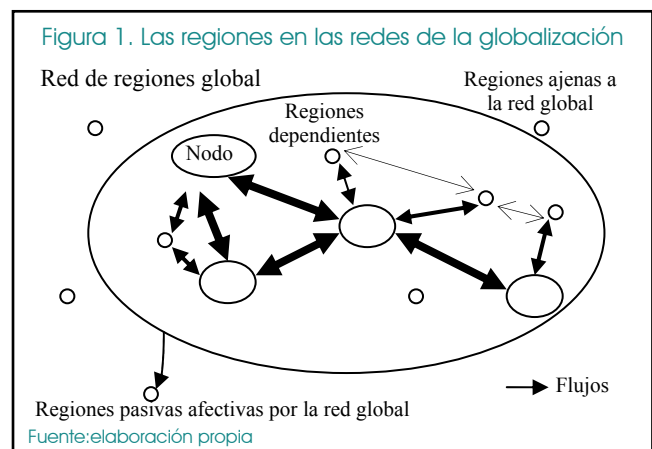 Figura 1. Las regiones en las redes de la globalización
Red de regiones global
Regiones ajenas a
la red global
Regiones
dependientes
Nodo
Flujos
Regiones pasivas afectivas por la red global
Fuente:elaboración propia